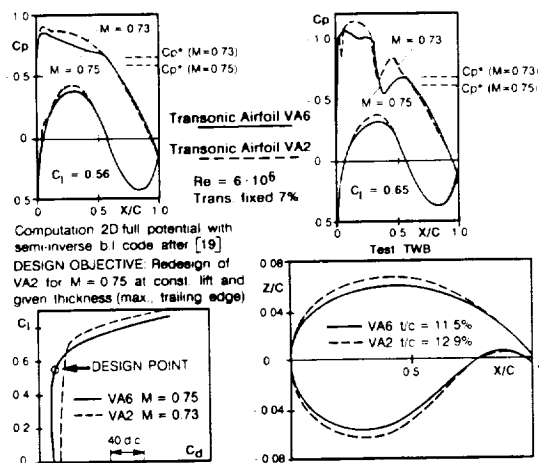 Cp
1
0.5
0
0.5
M = 0.73
Cp* (M=0.73)
Cp* (M=0.75)
M = 0.75
C_l = 0.56
0
0.5
X/C
1
Transonic Airfoil VA6
Transonic Airfoil VA2
Re = 6 · 10⁶
Trans. fixed 7%
Cp
-1.0
-0.5
0
0.5
M = 0.73
Cp* (M=0.73)
Cp* (M=0.75)
M = 0.75
C_l = 0.65
0
0.5
X/C
1.0
Test TWB
Computation 2D full potential with
semi-inverse b.l code after [19]
DESIGN OBJECTIVE: Redesign of
VA2 for M = 0.75 at const. lift and
given thickness (max., trailing edge)
C_l
0.6
0.2
0
DESIGN POINT
VA6 M = 0.75
VA2 M = 0.73
40 d.c
C_d
0.08
Z/C
0.04
0
-0.04
-0.08
VA6 t/c = 11.5%
VA2 t/c = 12.9%
0.5
X/C